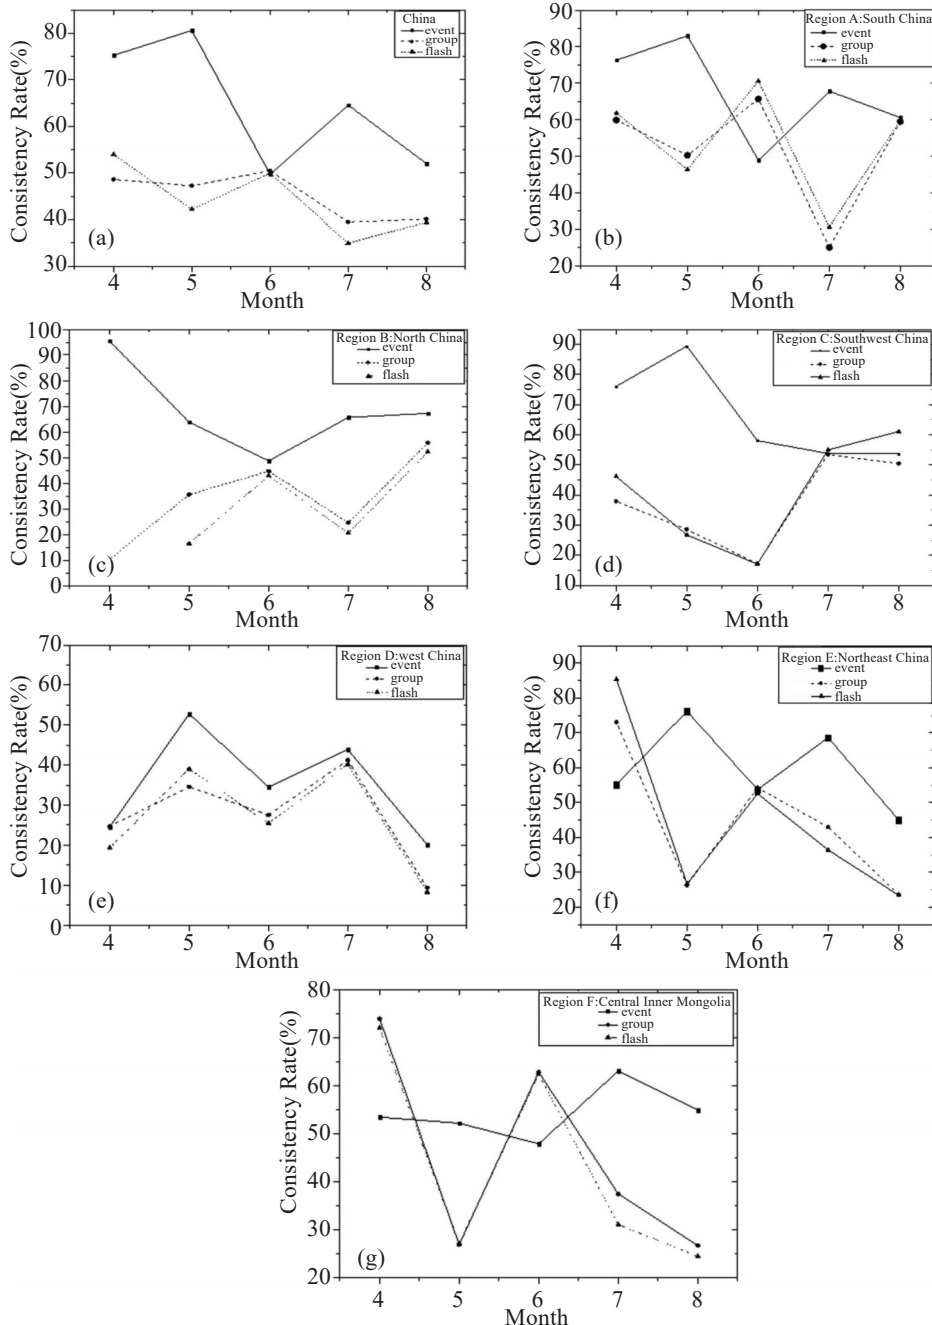 China
event
group
flash
Consistency Rate(%)
80
70
60
50
40
30
(a)
4 5 6 7 8
Month
Region A:South China
event
group
flash
Consistency Rate(%)
90
80
70
60
50
40
30
20
(b)
4 5 6 7 8
Month
Region B:North China
event
group
flash
Consistency Rate(%)
100
90
80
70
60
50
40
30
20
10
0
(c)
4 5 6 7 8
Month
Region C:Southwest China
event
group
flash
Consistency Rate(%)
90
80
70
60
50
40
30
20
10
(d)
4 5 6 7 8
Month
Region D:west China
event
group
flash
Consistency Rate(%)
70
60
50
40
30
20
10
0
(e)
4 5 6 7 8
Month
Region E:Northeast China
event
group
flash
Consistency Rate(%)
90
80
70
60
50
40
30
20
(f)
4 5 6 7 8
Month
Region F:Central Inner Mongolia
event
group
flash
Consistency Rate(%)
80
70
60
50
40
30
20
(g)
4 5 6 7 8
Month